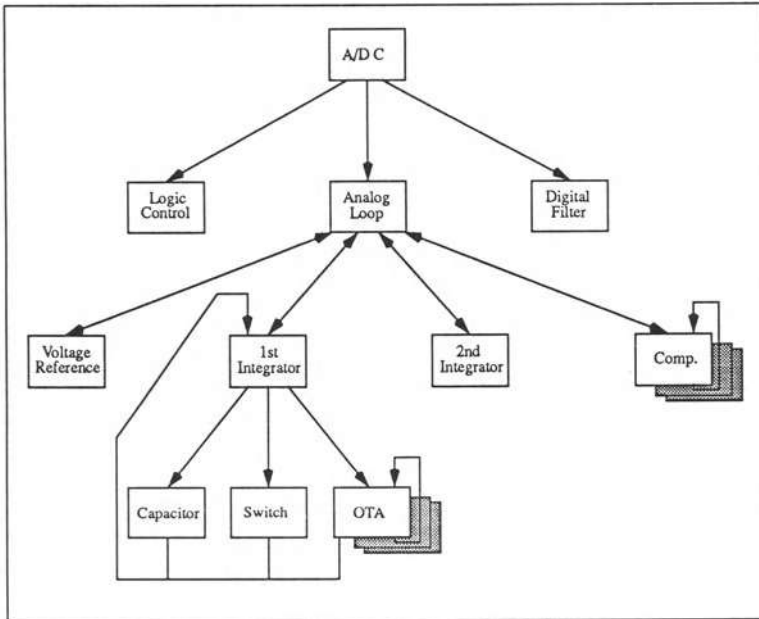 A/D C
Logic
Control
Analog
Loop
Digital
Filter
Voltage
Reference
1st
Integrator
2nd
Integrator
Comp.
Capacitor
Switch
OTA